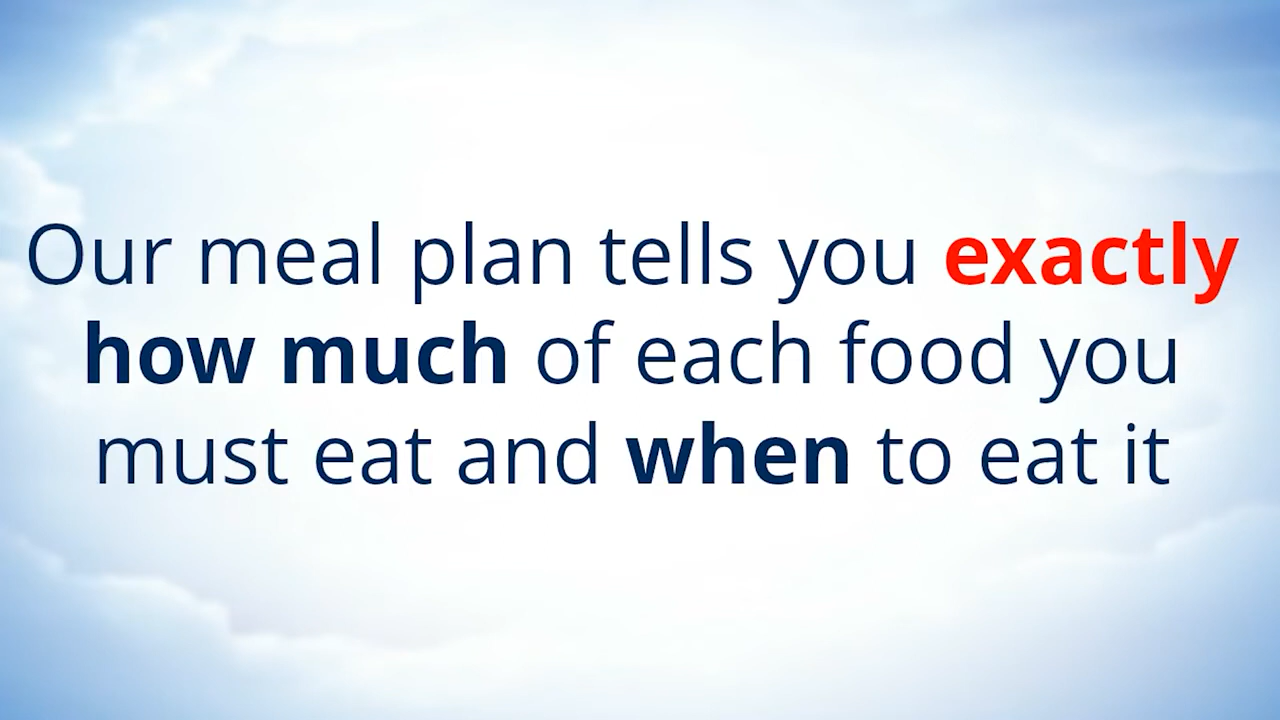 Our meal plan tells you exactly
how much of each food you
must eat and when to eat it